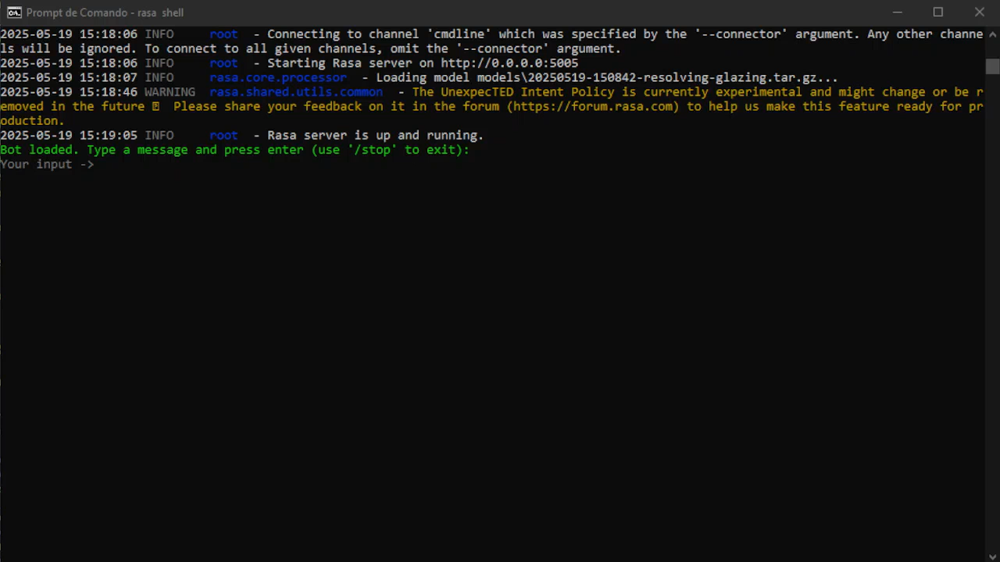 Prompt de Comando - rasa  shell
2025-05-19 15:18:06 INFO     root  - Connecting to channel 'cmdline' which was specified by the '--connector' argument. Any other channe
ls will be ignored. To connect to all given channels, omit the '--connector' argument.
2025-05-19 15:18:06 INFO     root  - Starting Rasa server on http://0.0.0.0:5005
2025-05-19 15:18:07 INFO     rasa.core.processor  - Loading model models\20250519-150842-resolving-glazing.tar.gz...
2025-05-19 15:18:46 WARNING  rasa.shared.utils.common  - The UnexpecTED Intent Policy is currently experimental and might change or be r
emoved in the future  Please share your feedback on it in the forum (https://forum.rasa.com) to help us make this feature ready for pr
oduction.
2025-05-19 15:19:05 INFO     root  - Rasa server is up and running.
Bot loaded. Type a message and press enter (use '/stop' to exit):
Your input ->